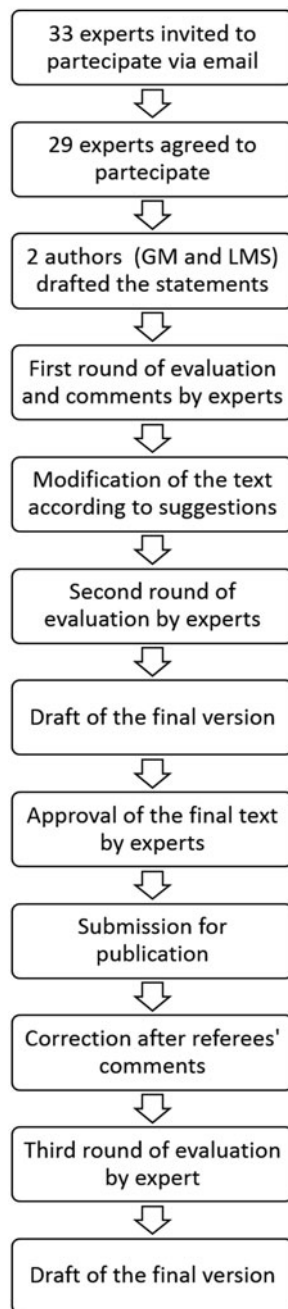 33 experts invited to
partecipate via email
29 experts agreed to
partecipate
2 authors (GM and LMS)
drafted the statements
First round of evaluation
and comments by experts
Modification of the text
according to suggestions
Second round of
evaluation by experts
Draft of the final version
Approval of the final text
by experts
Submission for
publication
Correction after referees'
comments
Third round of evaluation
by expert
Draft of the final version